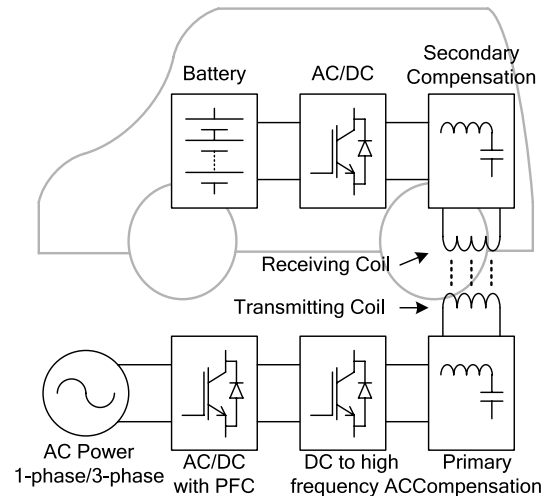 Battery
AC/DC
Secondary
Compensation
Receiving Coil
Transmitting Coil
AC Power
1-phase/3-phase
AC/DC
with PFC
DC to high
frequency AC
Primary
Compensation